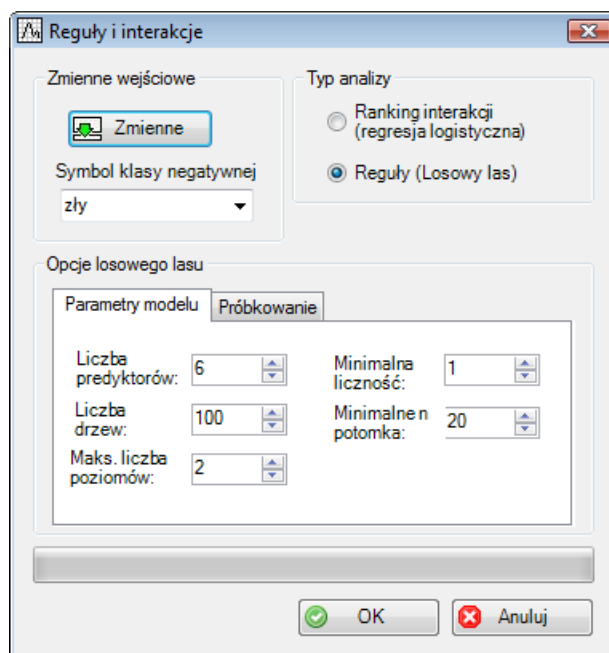 Reguły i interakcje
Zmienne wejściowe
Zmienne
Symbol klasy negatywnej
zły
Typ analizy
Ranking interakcji
(regresja logistyczna)
Reguły (Losowy las)
Opcje losowego lasu
Parametry modelu
Próbkowanie
Liczba
predyktorów:
6
Liczba
drzew:
100
Maks. liczba
poziomów:
2
Minimalna
liczność:
1
Minimalne n
potomka:
20
OK
Anuluj